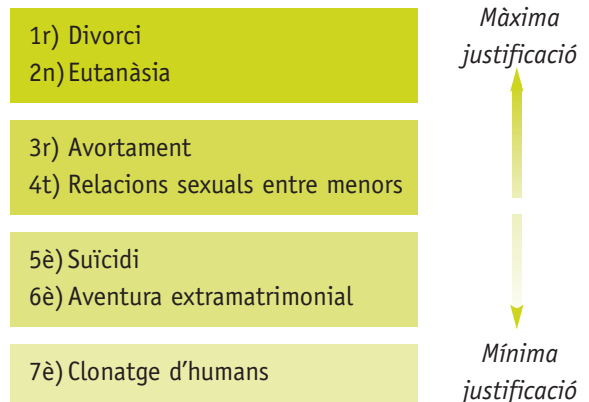 1r) Divorci
2n) Eutanàsia
3r) Avortament
4t) Relacions sexuals entre menors
5è) Suïcidi
6è) Aventura extramatrimonial
7è) Clonatge d'humans
Màxima
justificació
Mínima
justificació